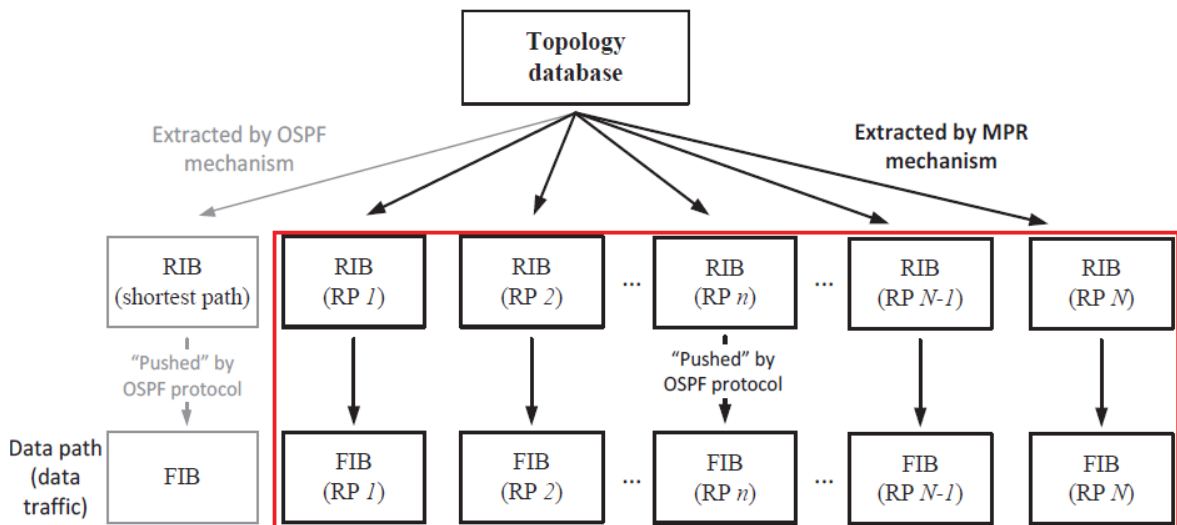 Topology
database
Extracted by OSPF
mechanism
Extracted by MPR
mechanism
RIB
(shortest path)
RIB
(RP 1)
RIB
(RP 2)
...
RIB
(RP n)
...
RIB
(RP N-1)
RIB
(RP N)
“Pushed” by
OSPF protocol
“Pushed” by
OSPF protocol
Data path
(data
traffic)
FIB
FIB
(RP 1)
FIB
(RP 2)
...
FIB
(RP n)
...
FIB
(RP N-1)
FIB
(RP N)